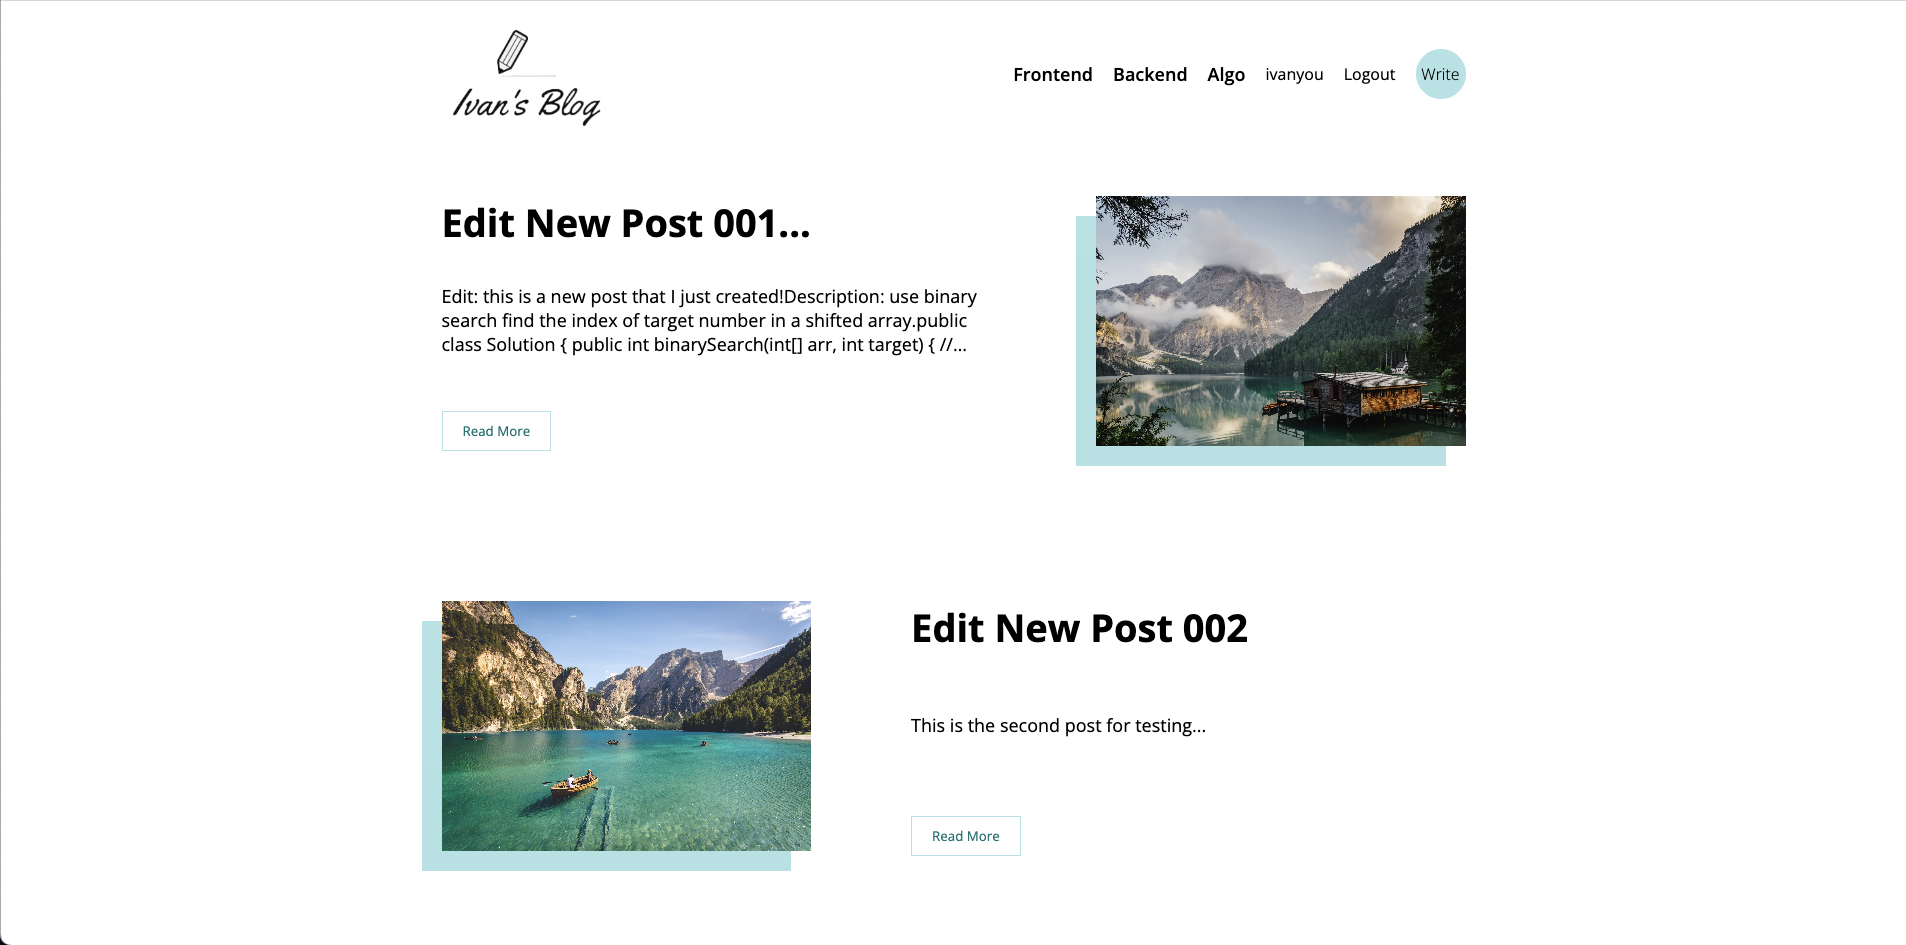 Ivan's Blog
Frontend Backend Algo ivanyou Logout Write
Edit New Post 001...
Edit: this is a new post that I just created!Description: use binary
search find the index of target number in a shifted array.public
class Solution { public int binarySearch(int[] arr, int target) { //...
Read More
Edit New Post 002
This is the second post for testing...
Read More